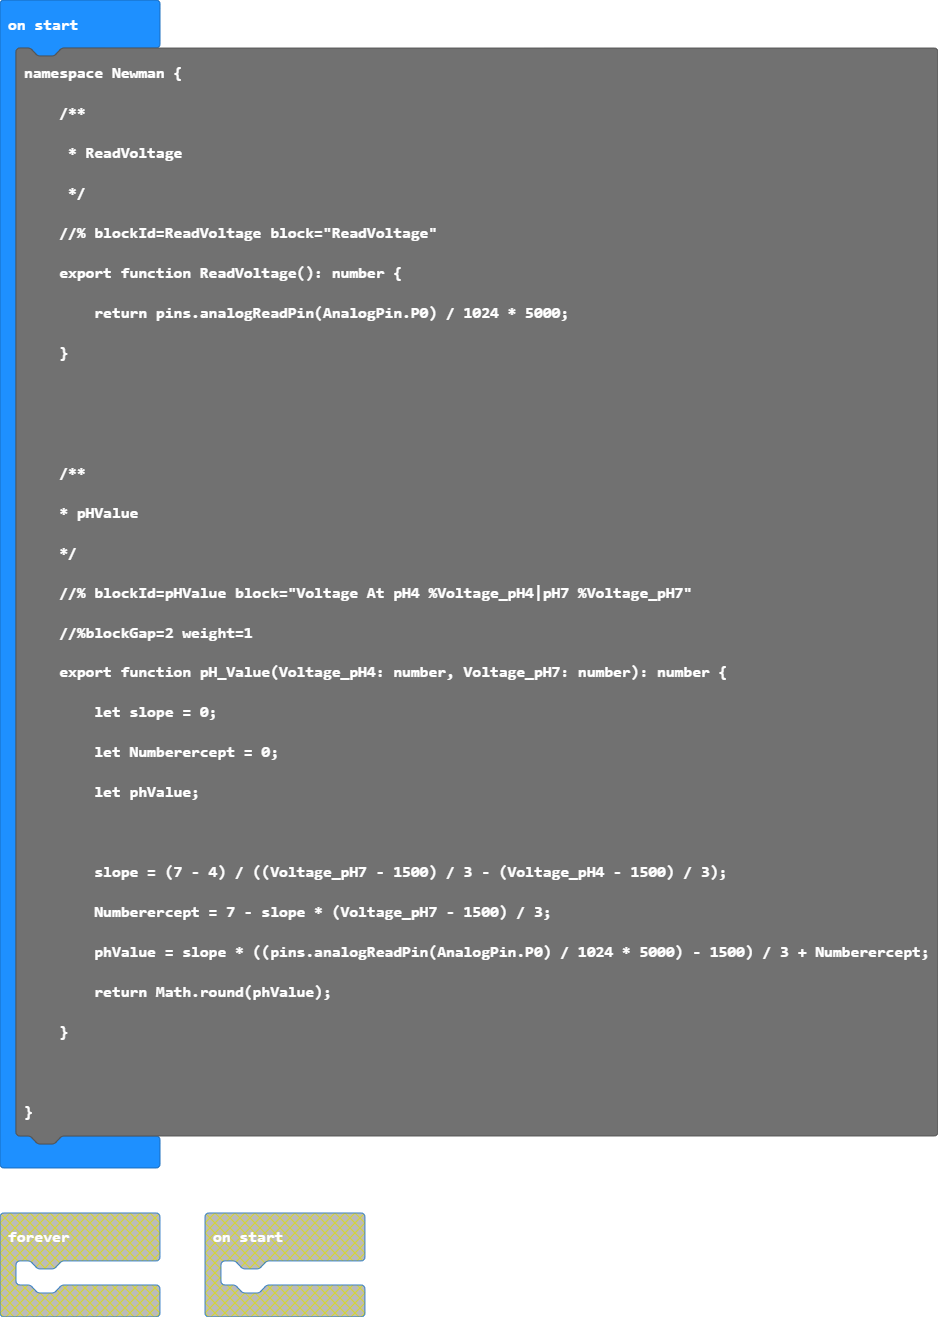 on start
namespace Newman {
    /**
     * ReadVoltage
     */
    //% blockId=ReadVoltage block="ReadVoltage"
    export function ReadVoltage(): number {
        return pins.analogReadPin(AnalogPin.P0) / 1024 * 5000;
    }
    /**
    * pHValue
    */
    //% blockId=pHValue block="Voltage At pH4 %Voltage_pH4|pH7 %Voltage_pH7"
    //%blockGap=2 weight=1
    export function pH_Value(Voltage_pH4: number, Voltage_pH7: number): number {
        let slope = 0;
        let Numberercept = 0;
        let phValue;
        slope = (7 - 4) / ((Voltage_pH7 - 1500) / 3 - (Voltage_pH4 - 1500) / 3);
        Numberercept = 7 - slope * (Voltage_pH7 - 1500) / 3;
        phValue = slope * ((pins.analogReadPin(AnalogPin.P0) / 1024 * 5000) - 1500) / 3 + Numberercept;
        return Math.round(phValue);
    }
}
forever
on start